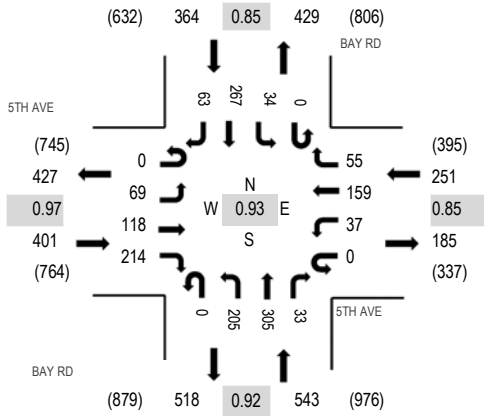 (632) 364 0.85 429 (806)
BAY RD
5TH AVE
63 267 34 0
(745)
427
0.97
401
(764)
0
69
118
214
N
W 0.93 E
S
55
159
37
0
(395)
251
0.85
185
(337)
0 205 305 33
5TH AVE
BAY RD
(879) 518 0.92 543 (976)